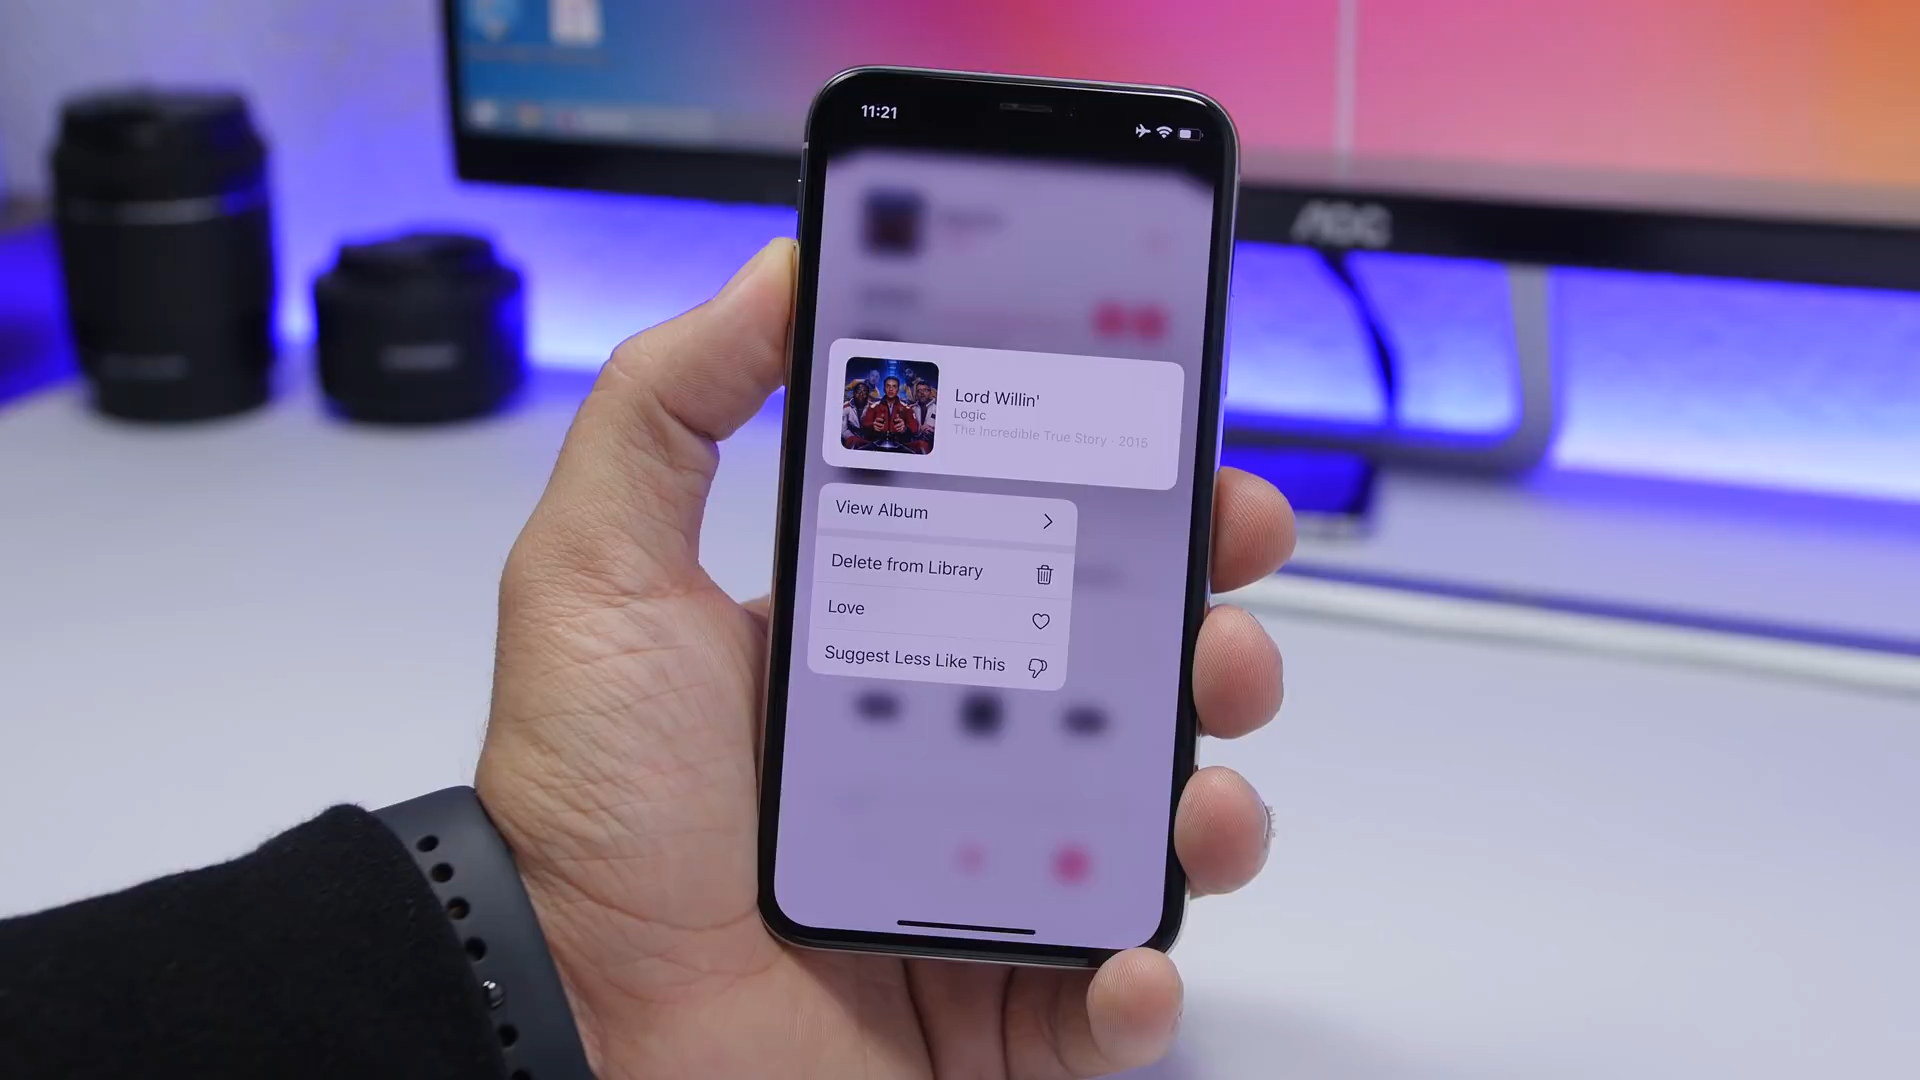 11:21
AOC
Lord Willin'
Logic
The Incredible True Story · 2015
View Album
Delete from Library
Love
Suggest Less Like This